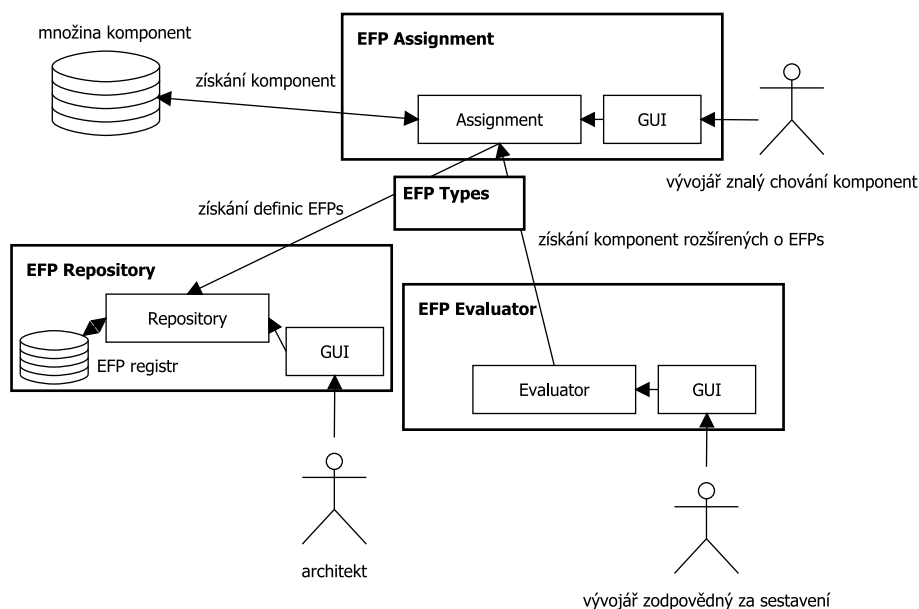 množina komponent
EFP Assignment
získání komponent
Assignment
GUI
vývojář znalý chování komponent
EFP Types
získání definic EFPs
získání komponent rozšírených o EFPs
EFP Repository
Repository
GUI
EFP registr
EFP Evaluator
Evaluator
GUI
architekt
vývojář zodpovědný za sestavení